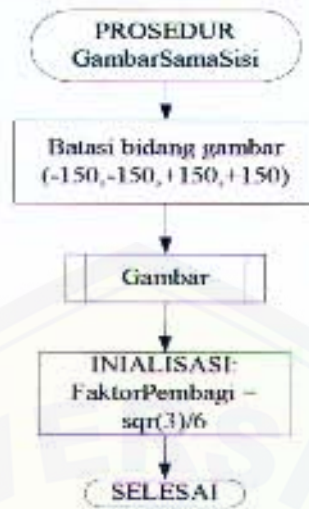 PROSEDUR
GambarSamaSisi
Batasi bidang gambar
(-150,-150,+150,+150)
Gambar
INIALISASI:
FaktorPembagi =
sqr(3)/6
SELESAI